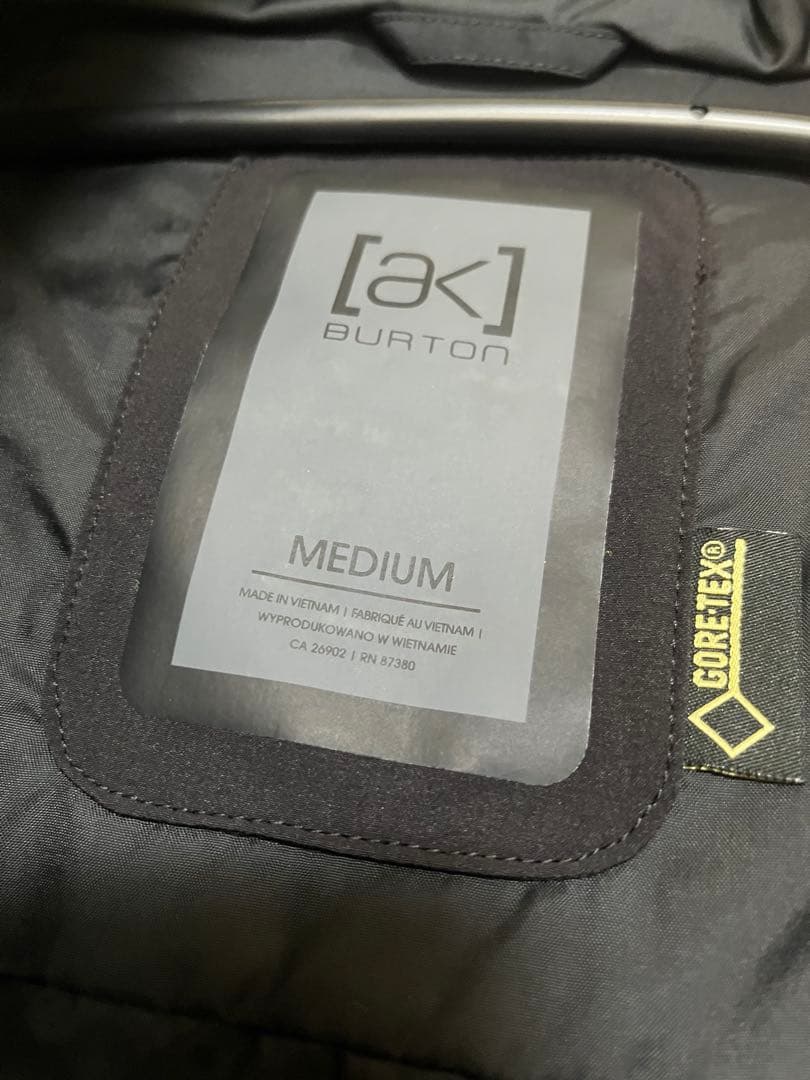 [ak]
BURTON
MEDIUM
MADE IN VIETNAM | FABRIQUÉ AU VIETNAM |
WYPRODUKOWANO W WIETNAMIE
CA 26902 | RN 87380
GORE-TEX®